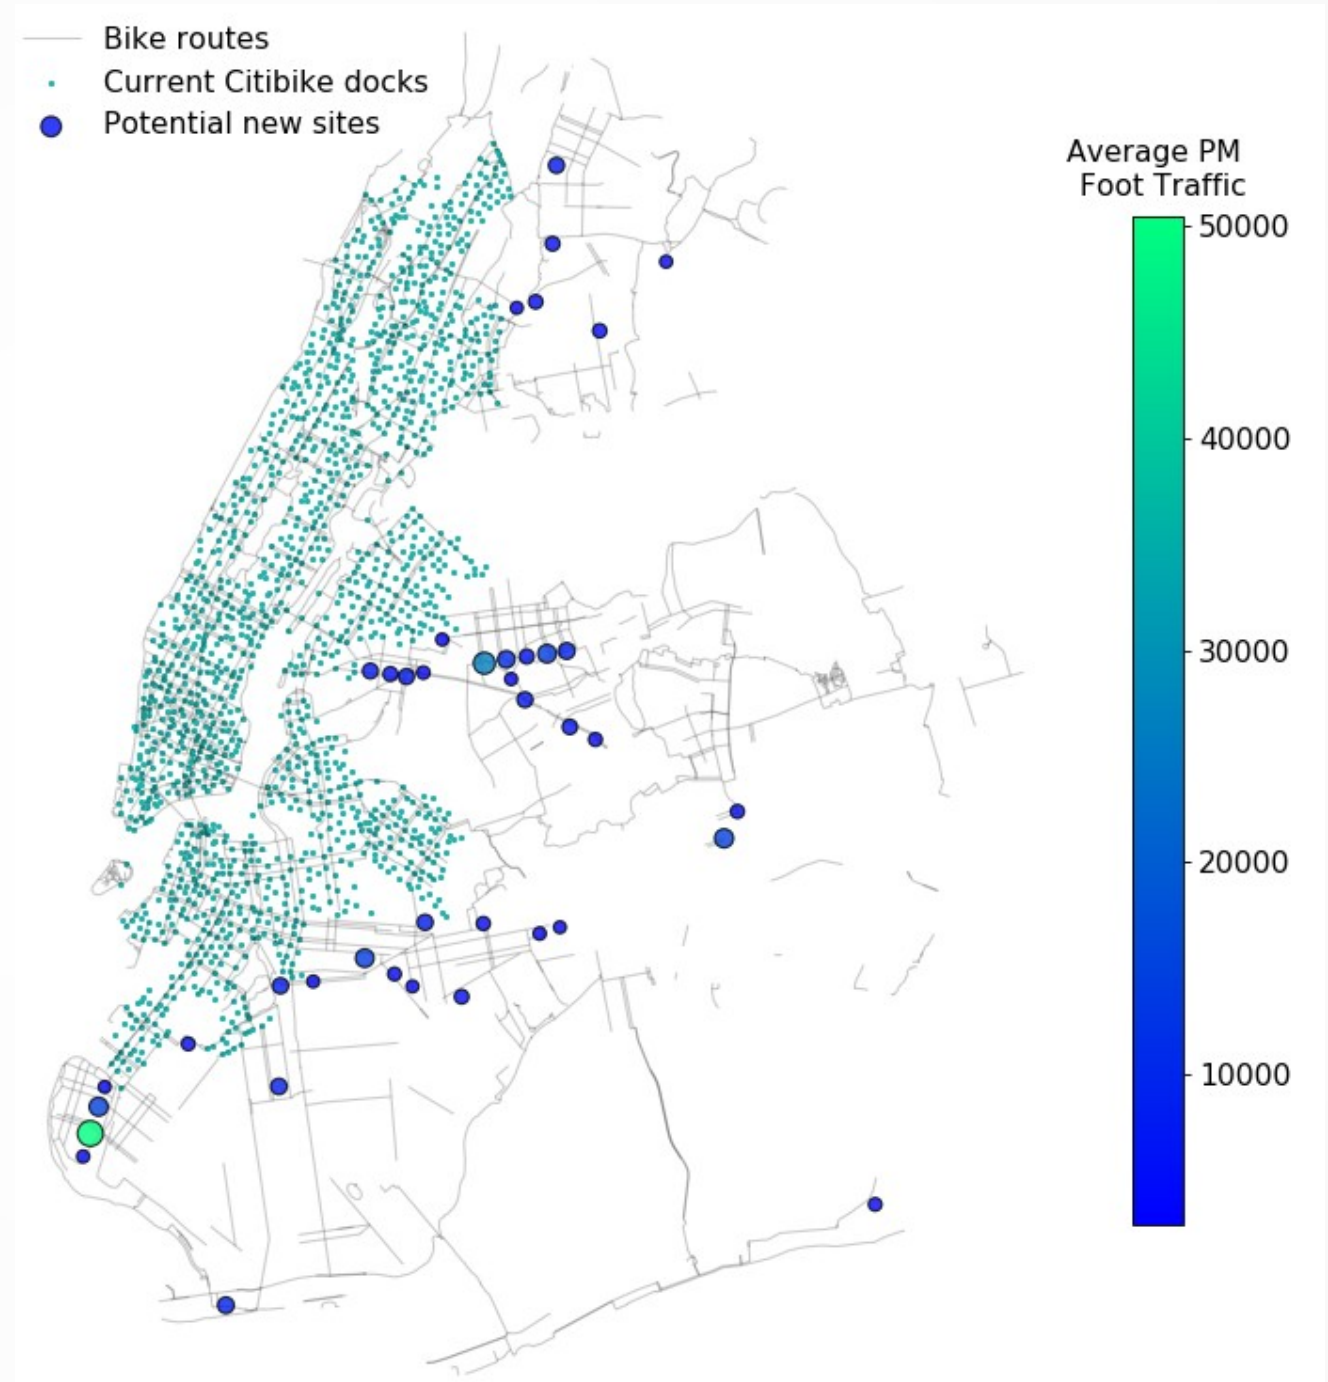 Bike routes
Current Citibike docks
Potential new sites
Average PM
Foot Traffic
50000
40000
30000
20000
10000